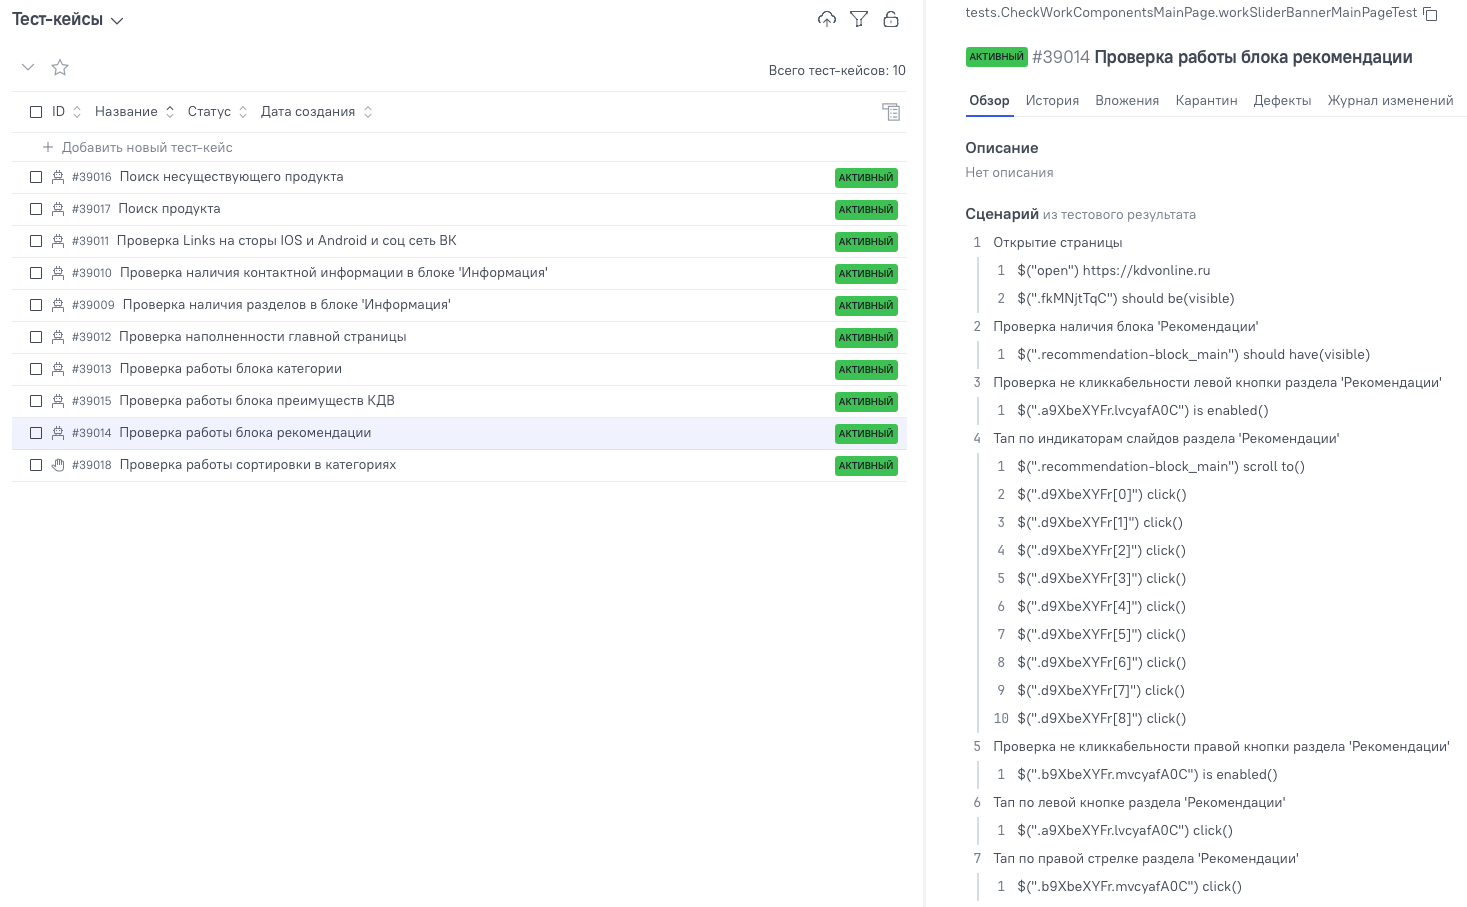 Тест-кейсы
Всего тест-кейсов: 10
ID Название Статус Дата создания
Добавить новый тест-кейс
#39016 Поиск несуществующего продукта АКТИВНЫЙ
#39017 Поиск продукта АКТИВНЫЙ
#39011 Проверка Links на сторы IOS и Android и соц сеть ВК АКТИВНЫЙ
#39010 Проверка наличия контактной информации в блоке 'Информация' АКТИВНЫЙ
#39009 Проверка наличия разделов в блоке 'Информация' АКТИВНЫЙ
#39012 Проверка наполненности главной страницы АКТИВНЫЙ
#39013 Проверка работы блока категории АКТИВНЫЙ
#39015 Проверка работы блока преимуществ КДВ АКТИВНЫЙ
#39014 Проверка работы блока рекомендации АКТИВНЫЙ
#39018 Проверка работы сортировки в категориях АКТИВНЫЙ
tests.CheckWorkComponentsMainPage.workSliderBannerMainPageTest
АКТИВНЫЙ #39014 Проверка работы блока рекомендации
Обзор История Вложения Карантин Дефекты Журнал изменений
Описание
Нет описания
Сценарий из тестового результата
1 Открытие страницы
1 $("open") https://kdvonline.ru
2 $(".fkMNjtTqC") should be(visible)
2 Проверка наличия блока 'Рекомендации'
1 $(".recommendation-block_main") should have(visible)
3 Проверка не кликкабельности левой кнопки раздела 'Рекомендации'
1 $(".a9XbeXYFr.lvcyafA0C") is enabled()
4 Тап по индикаторам слайдов раздела 'Рекомендации'
1 $(".recommendation-block_main") scroll to()
2 $(".d9XbeXYFr[0]") click()
3 $(".d9XbeXYFr[1]") click()
4 $(".d9XbeXYFr[2]") click()
5 $(".d9XbeXYFr[3]") click()
6 $(".d9XbeXYFr[4]") click()
7 $(".d9XbeXYFr[5]") click()
8 $(".d9XbeXYFr[6]") click()
9 $(".d9XbeXYFr[7]") click()
10 $(".d9XbeXYFr[8]") click()
5 Проверка не кликкабельности правой кнопки раздела 'Рекомендации'
1 $(".b9XbeXYFr.mvcyafA0C") is enabled()
6 Тап по левой кнопке раздела 'Рекомендации'
1 $(".a9XbeXYFr.lvcyafA0C") click()
7 Тап по правой стрелке раздела 'Рекомендации'
1 $(".b9XbeXYFr.mvcyafA0C") click()